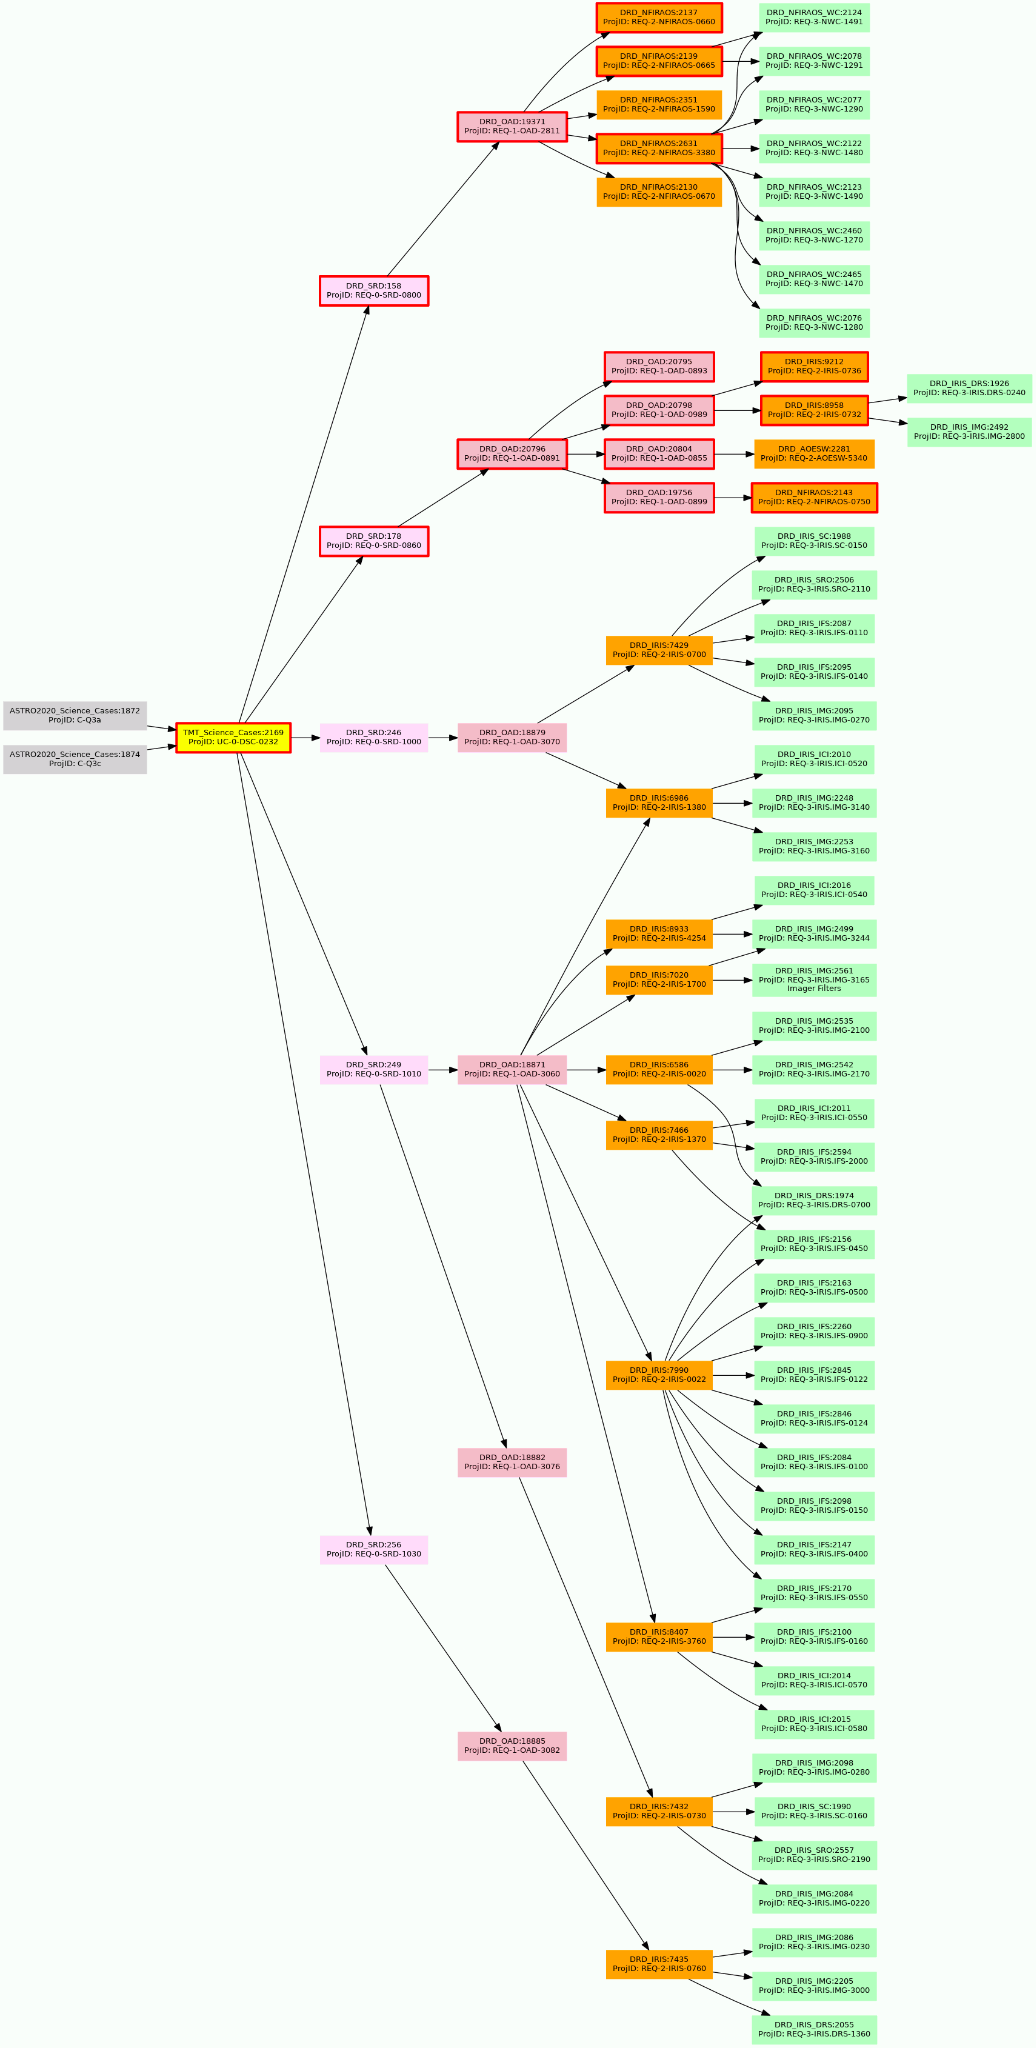 ASTRO2020_Science_Cases:1872
ProjID: C-Q3a
ASTRO2020_Science_Cases:1874
ProjID: C-Q3c
TMT_Science_Cases:2169
ProjID: UC-0-DSC-0232
DRD_SRD:158
ProjID: REQ-0-SRD-0800
DRD_SRD:178
ProjID: REQ-0-SRD-0860
DRD_SRD:246
ProjID: REQ-0-SRD-1000
DRD_SRD:249
ProjID: REQ-0-SRD-1010
DRD_SRD:256
ProjID: REQ-0-SRD-1030
DRD_OAD:19371
ProjID: REQ-1-OAD-2811
DRD_OAD:20796
ProjID: REQ-1-OAD-0891
DRD_OAD:18879
ProjID: REQ-1-OAD-3070
DRD_OAD:18871
ProjID: REQ-1-OAD-3060
DRD_OAD:18882
ProjID: REQ-1-OAD-3076
DRD_OAD:18885
ProjID: REQ-1-OAD-3082
DRD_NFIRAOS:2137
ProjID: REQ-2-NFIRAOS-0660
DRD_NFIRAOS:2139
ProjID: REQ-2-NFIRAOS-0665
DRD_NFIRAOS:2351
ProjID: REQ-2-NFIRAOS-1590
DRD_NFIRAOS:2631
ProjID: REQ-2-NFIRAOS-3380
DRD_NFIRAOS:2130
ProjID: REQ-2-NFIRAOS-0670
DRD_OAD:20795
ProjID: REQ-1-OAD-0893
DRD_OAD:20798
ProjID: REQ-1-OAD-0989
DRD_OAD:20804
ProjID: REQ-1-OAD-0855
DRD_OAD:19756
ProjID: REQ-1-OAD-0899
DRD_IRIS:7429
ProjID: REQ-2-IRIS-0700
DRD_IRIS:6986
ProjID: REQ-2-IRIS-1380
DRD_IRIS:8933
ProjID: REQ-2-IRIS-4254
DRD_IRIS:7020
ProjID: REQ-2-IRIS-1700
DRD_IRIS:6586
ProjID: REQ-2-IRIS-0020
DRD_IRIS:7466
ProjID: REQ-2-IRIS-1370
DRD_IRIS:7990
ProjID: REQ-2-IRIS-0022
DRD_IRIS:8407
ProjID: REQ-2-IRIS-3760
DRD_IRIS:7432
ProjID: REQ-2-IRIS-0730
DRD_IRIS:7435
ProjID: REQ-2-IRIS-0760
DRD_NFIRAOS_WC:2124
ProjID: REQ-3-NWC-1491
DRD_NFIRAOS_WC:2078
ProjID: REQ-3-NWC-1291
DRD_NFIRAOS_WC:2077
ProjID: REQ-3-NWC-1290
DRD_NFIRAOS_WC:2122
ProjID: REQ-3-NWC-1480
DRD_NFIRAOS_WC:2123
ProjID: REQ-3-NWC-1490
DRD_NFIRAOS_WC:2460
ProjID: REQ-3-NWC-1270
DRD_NFIRAOS_WC:2465
ProjID: REQ-3-NWC-1470
DRD_NFIRAOS_WC:2076
ProjID: REQ-3-NWC-1280
DRD_IRIS:9212
ProjID: REQ-2-IRIS-0736
DRD_IRIS:8958
ProjID: REQ-2-IRIS-0732
DRD_AOESW:2281
ProjID: REQ-2-AOESW-5340
DRD_NFIRAOS:2143
ProjID: REQ-2-NFIRAOS-0750
DRD_IRIS_SC:1988
ProjID: REQ-3-IRIS.SC-0150
DRD_IRIS_SRO:2506
ProjID: REQ-3-IRIS.SRO-2110
DRD_IRIS_IFS:2087
ProjID: REQ-3-IRIS.IFS-0110
DRD_IRIS_IFS:2095
ProjID: REQ-3-IRIS.IFS-0140
DRD_IRIS_IMG:2095
ProjID: REQ-3-IRIS.IMG-0270
DRD_IRIS_ICI:2010
ProjID: REQ-3-IRIS.ICI-0520
DRD_IRIS_IMG:2248
ProjID: REQ-3-IRIS.IMG-3140
DRD_IRIS_IMG:2253
ProjID: REQ-3-IRIS.IMG-3160
DRD_IRIS_ICI:2016
ProjID: REQ-3-IRIS.ICI-0540
DRD_IRIS_IMG:2499
ProjID: REQ-3-IRIS.IMG-3244
DRD_IRIS_IMG:2561
ProjID: REQ-3-IRIS.IMG-3165
Imager Filters
DRD_IRIS_IMG:2535
ProjID: REQ-3-IRIS.IMG-2100
DRD_IRIS_IMG:2542
ProjID: REQ-3-IRIS.IMG-2170
DRD_IRIS_ICI:2011
ProjID: REQ-3-IRIS.ICI-0550
DRD_IRIS_IFS:2594
ProjID: REQ-3-IRIS.IFS-2000
DRD_IRIS_DRS:1974
ProjID: REQ-3-IRIS.DRS-0700
DRD_IRIS_IFS:2156
ProjID: REQ-3-IRIS.IFS-0450
DRD_IRIS_IFS:2163
ProjID: REQ-3-IRIS.IFS-0500
DRD_IRIS_IFS:2260
ProjID: REQ-3-IRIS.IFS-0900
DRD_IRIS_IFS:2845
ProjID: REQ-3-IRIS.IFS-0122
DRD_IRIS_IFS:2846
ProjID: REQ-3-IRIS.IFS-0124
DRD_IRIS_IFS:2084
ProjID: REQ-3-IRIS.IFS-0100
DRD_IRIS_IFS:2098
ProjID: REQ-3-IRIS.IFS-0150
DRD_IRIS_IFS:2147
ProjID: REQ-3-IRIS.IFS-0400
DRD_IRIS_IFS:2170
ProjID: REQ-3-IRIS.IFS-0550
DRD_IRIS_IFS:2100
ProjID: REQ-3-IRIS.IFS-0160
DRD_IRIS_ICI:2014
ProjID: REQ-3-IRIS.ICI-0570
DRD_IRIS_ICI:2015
ProjID: REQ-3-IRIS.ICI-0580
DRD_IRIS_IMG:2098
ProjID: REQ-3-IRIS.IMG-0280
DRD_IRIS_SC:1990
ProjID: REQ-3-IRIS.SC-0160
DRD_IRIS_SRO:2557
ProjID: REQ-3-IRIS.SRO-2190
DRD_IRIS_IMG:2084
ProjID: REQ-3-IRIS.IMG-0220
DRD_IRIS_IMG:2086
ProjID: REQ-3-IRIS.IMG-0230
DRD_IRIS_IMG:2205
ProjID: REQ-3-IRIS.IMG-3000
DRD_IRIS_DRS:2055
ProjID: REQ-3-IRIS.DRS-1360
DRD_IRIS_DRS:1926
ProjID: REQ-3-IRIS.DRS-0240
DRD_IRIS_IMG:2492
ProjID: REQ-3-IRIS.IMG-2800